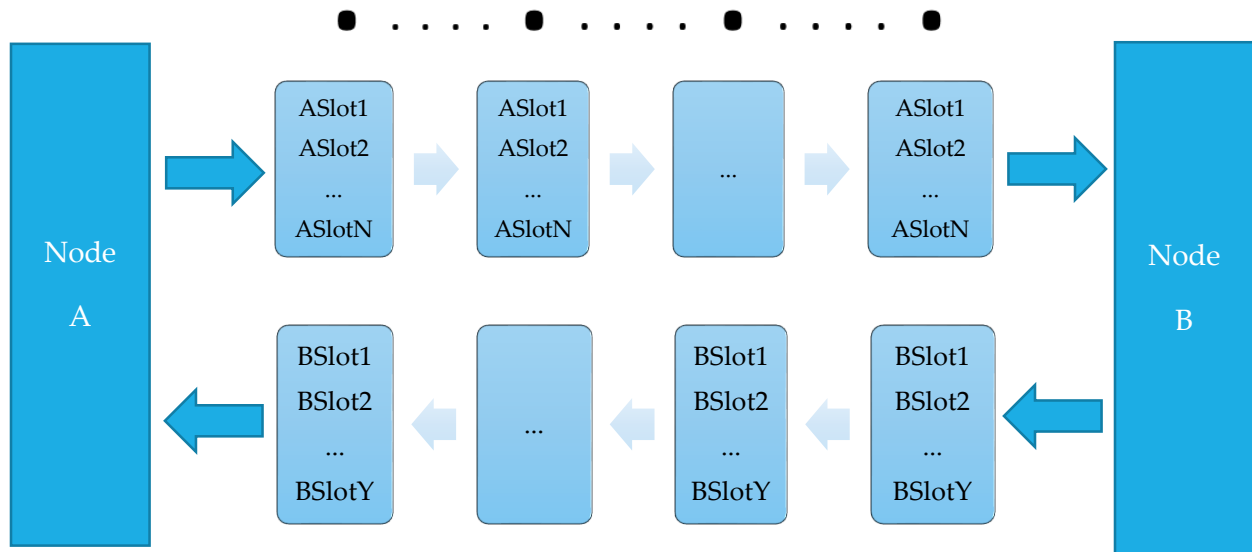 Node
A
ASlot1
ASlot2
...
ASlotN
ASlot1
ASlot2
...
ASlotN
...
ASlot1
ASlot2
...
ASlotN
BSlot1
BSlot2
...
BSlotY
...
BSlot1
BSlot2
...
BSlotY
BSlot1
BSlot2
...
BSlotY
Node
B